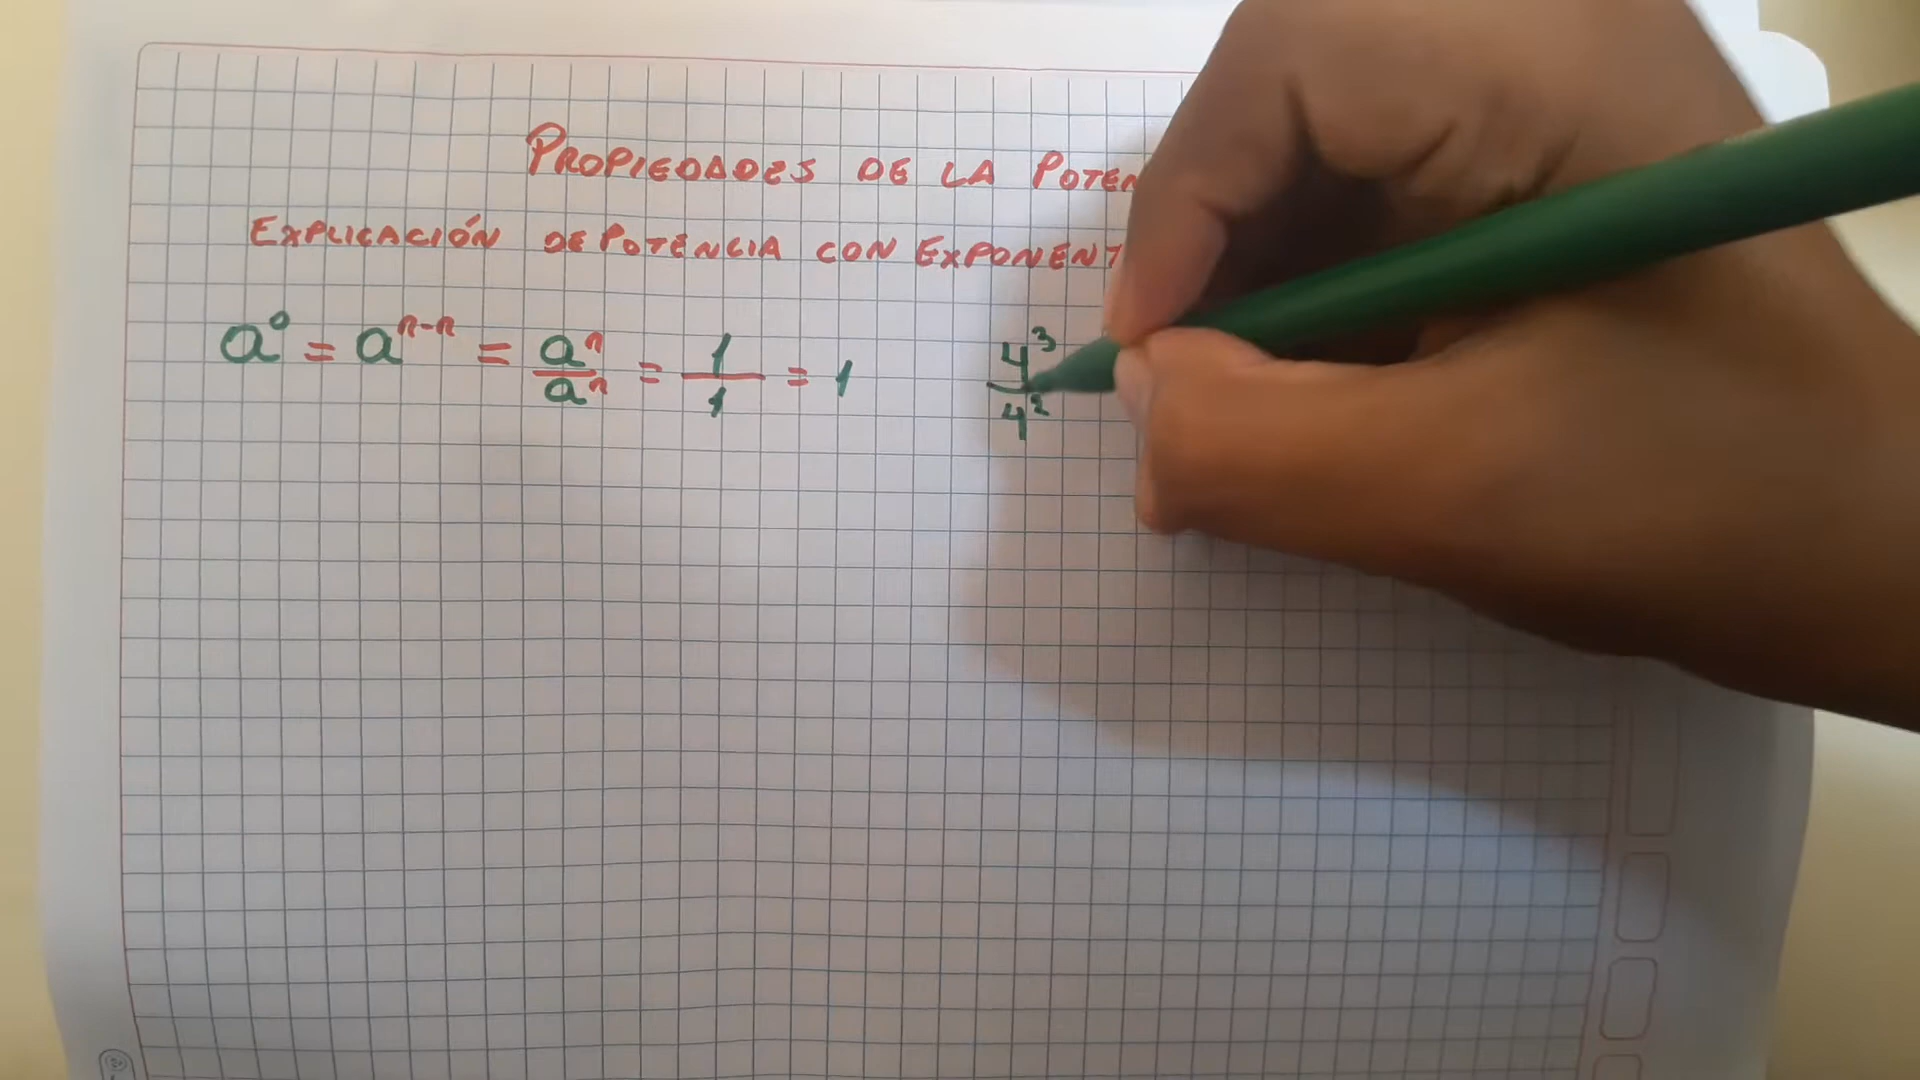 PROPIEDADES DE LA POTEN
EXPLICACIÓN DE POTENCIA CON EXPONENT
a⁰ = aⁿ⁻ⁿ = aⁿ/aⁿ = 1/1 = 1 4³/4²